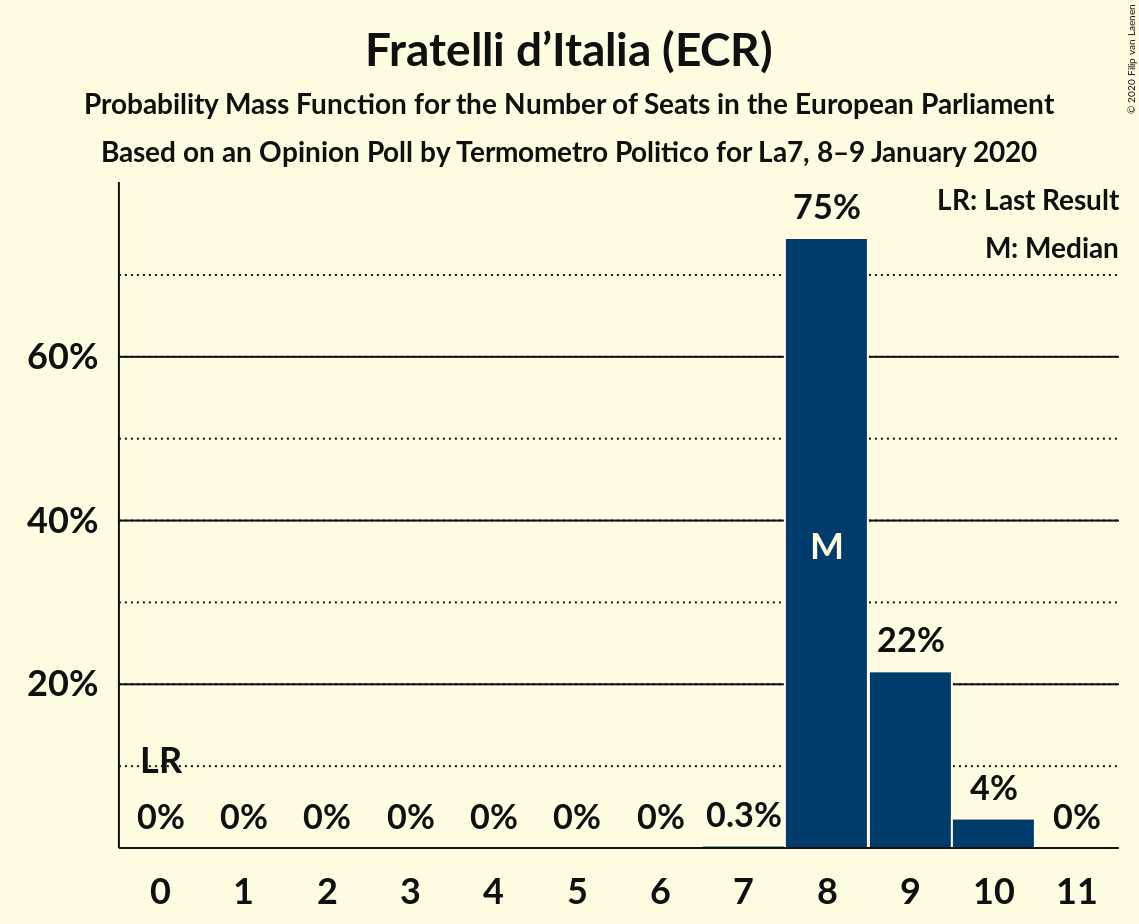 Fratelli d’Italia (ECR)
Probability Mass Function for the Number of Seats in the European Parliament
Based on an Opinion Poll by Termometro Politico for La7, 8–9 January 2020
© 2020 Filip van Laenen
LR: Last Result
M: Median
75%
60%
40%
M
22%
20%
LR
0% 0% 0% 0% 0% 0% 0% 0.3% 4% 0%
0 1 2 3 4 5 6 7 8 9 10 11